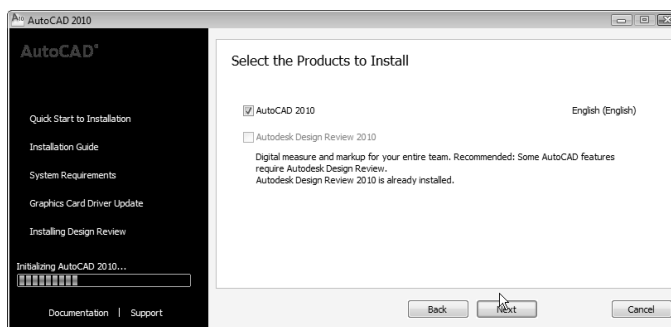 AutoCAD 2010
AutoCAD®
Quick Start to Installation
Installation Guide
System Requirements
Graphics Card Driver Update
Installing Design Review
Initializing AutoCAD 2010...
Documentation | Support
Select the Products to Install
AutoCAD 2010 English (English)
Autodesk Design Review 2010
Digital measure and markup for your entire team. Recommended: Some AutoCAD features
require Autodesk Design Review.
Autodesk Design Review 2010 is already installed.
Back Next Cancel